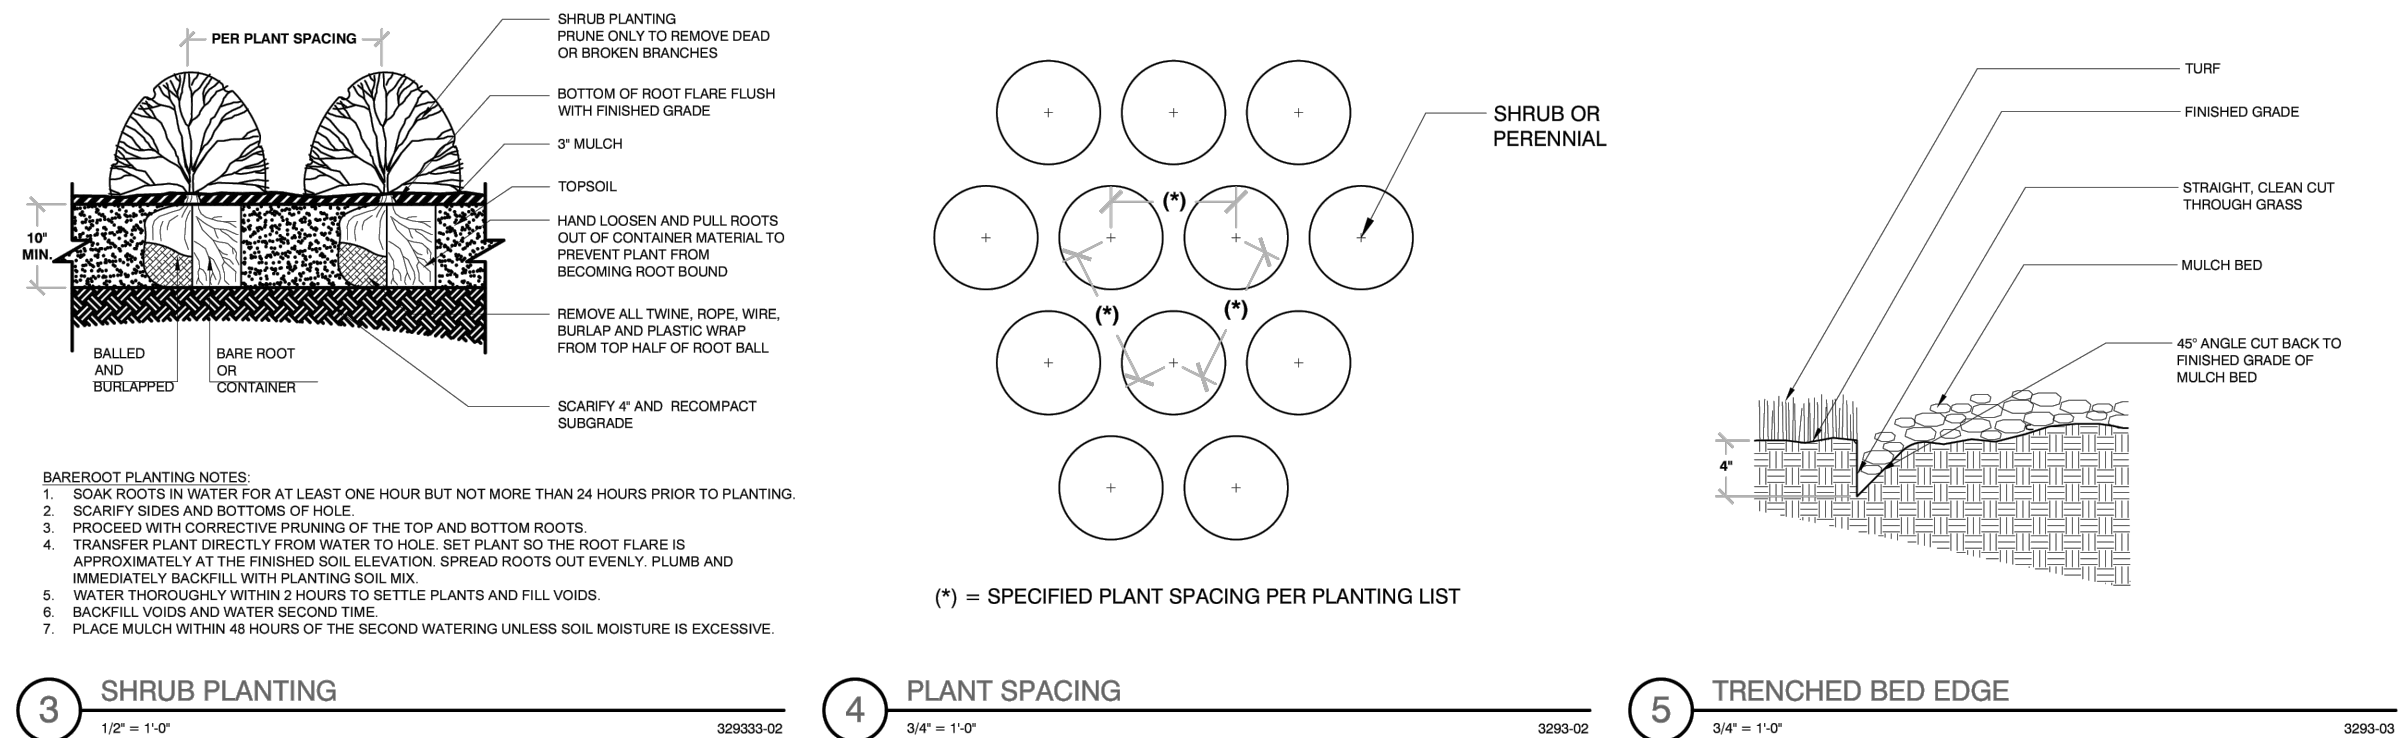 PER PLANT SPACING
SHRUB PLANTING
PRUNE ONLY TO REMOVE DEAD
OR BROKEN BRANCHES
BOTTOM OF ROOT FLARE FLUSH
WITH FINISHED GRADE
3" MULCH
TOPSOIL
HAND LOOSEN AND PULL ROOTS
OUT OF CONTAINER MATERIAL TO
PREVENT PLANT FROM
BECOMING ROOT BOUND
10"
MIN.
REMOVE ALL TWINE, ROPE, WIRE,
BURLAP AND PLASTIC WRAP
FROM TOP HALF OF ROOT BALL
BALLED
AND
BURLAPPED
BARE ROOT
OR
CONTAINER
SCARIFY 4" AND RECOMPACT
SUBGRADE
BAREROOT PLANTING NOTES:
1. SOAK ROOTS IN WATER FOR AT LEAST ONE HOUR BUT NOT MORE THAN 24 HOURS PRIOR TO PLANTING.
2. SCARIFY SIDES AND BOTTOMS OF HOLE.
3. PROCEED WITH CORRECTIVE PRUNING OF THE TOP AND BOTTOM ROOTS.
4. TRANSFER PLANT DIRECTLY FROM WATER TO HOLE. SET PLANT SO THE ROOT FLARE IS
APPROXIMATELY AT THE FINISHED SOIL ELEVATION. SPREAD ROOTS OUT EVENLY. PLUMB AND
IMMEDIATELY BACKFILL WITH PLANTING SOIL MIX.
5. WATER THOROUGHLY WITHIN 2 HOURS TO SETTLE PLANTS AND FILL VOIDS.
6. BACKFILL VOIDS AND WATER SECOND TIME.
7. PLACE MULCH WITHIN 48 HOURS OF THE SECOND WATERING UNLESS SOIL MOISTURE IS EXCESSIVE.
3
SHRUB PLANTING
1/2" = 1'-0"
329333-02
SHRUB OR
PERENNIAL
(*)
(*)
(*)
(*) = SPECIFIED PLANT SPACING PER PLANTING LIST
4
PLANT SPACING
3/4" = 1'-0"
3293-02
TURF
FINISHED GRADE
STRAIGHT, CLEAN CUT
THROUGH GRASS
MULCH BED
45° ANGLE CUT BACK TO
FINISHED GRADE OF
MULCH BED
4"
5
TRENCHED BED EDGE
3/4" = 1'-0"
3293-03